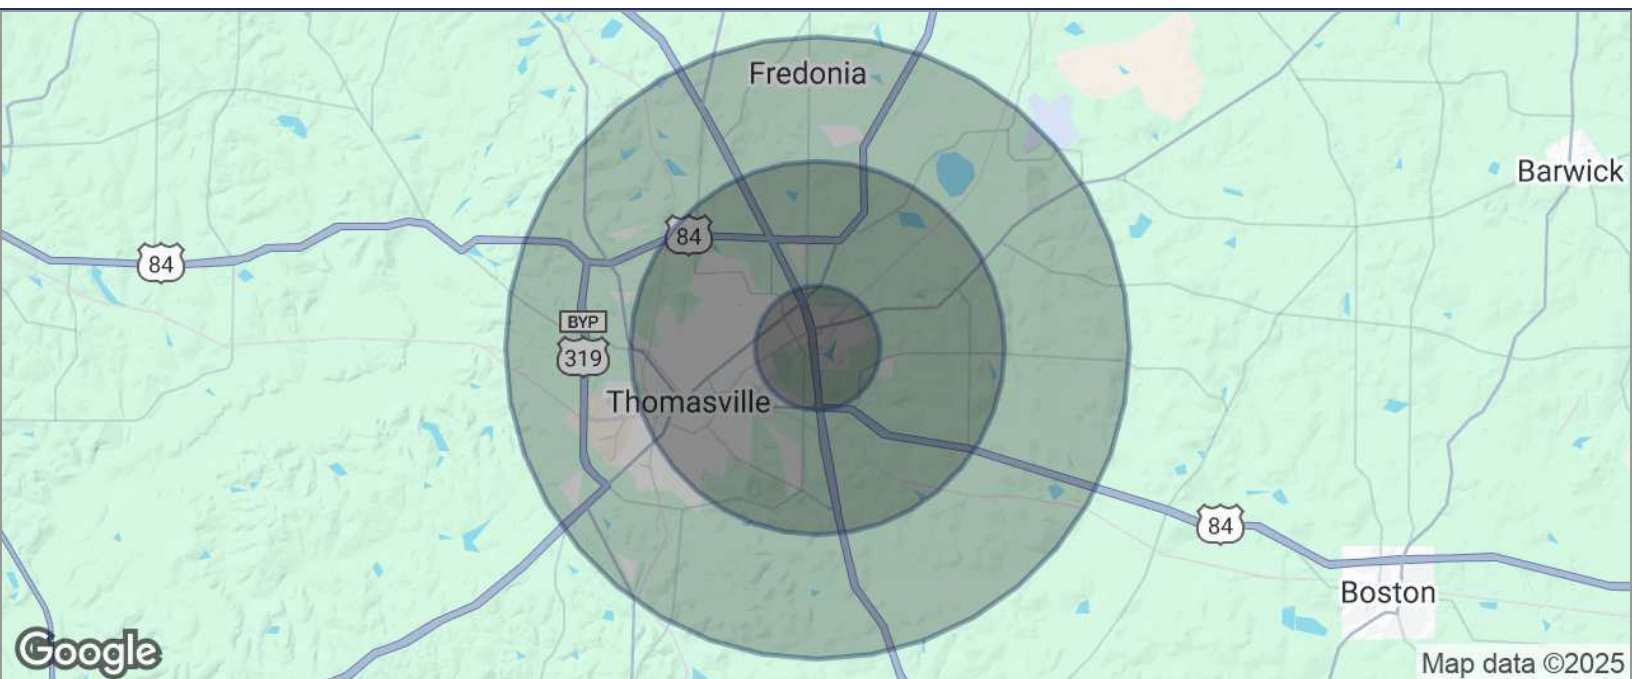 Fredonia
Barwick
84
84
BYP
319
Thomasville
84
Boston
Google
Map data ©2025